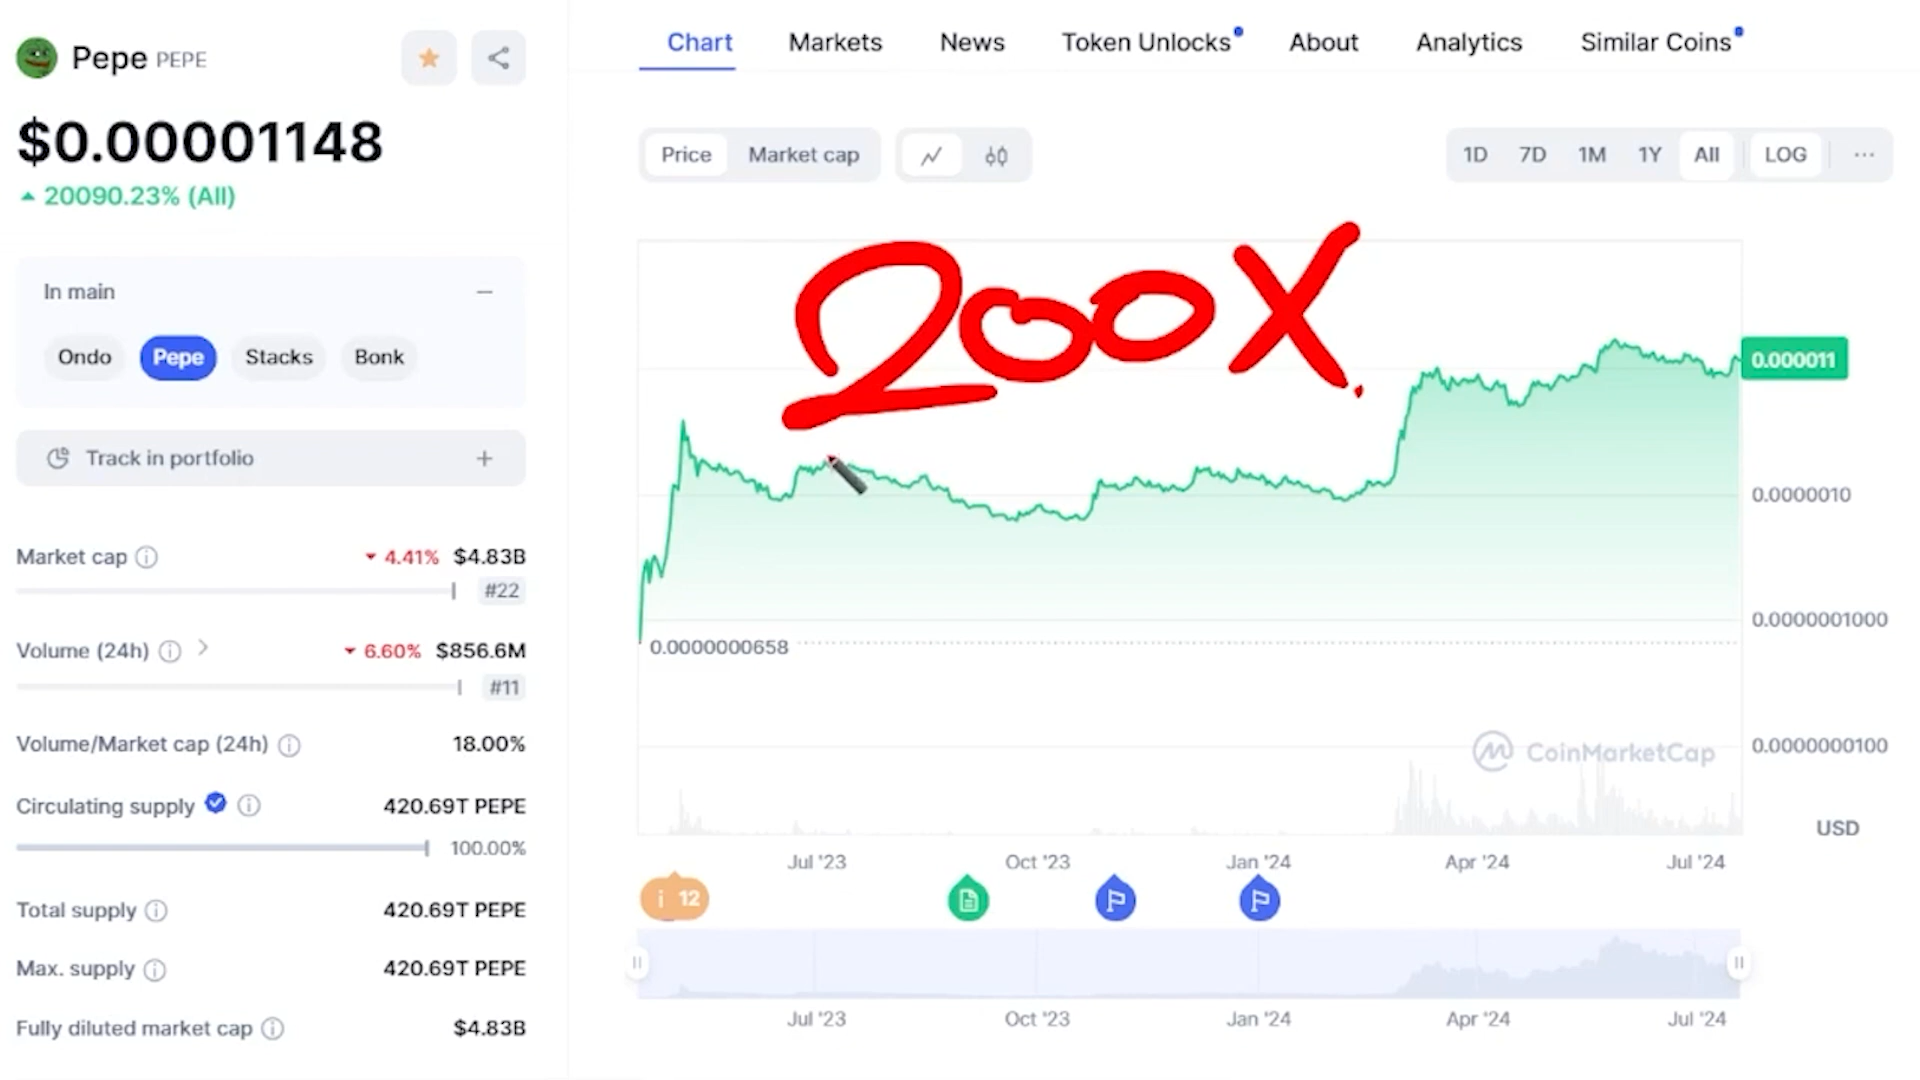 Pepe PEPE
$0.00001148
20090.23% (All)
In main
Ondo Pepe Stacks Bonk
Track in portfolio
Market cap 4.41% $4.83B
#22
Volume (24h) 6.60% $856.6M
#11
Volume/Market cap (24h) 18.00%
Circulating supply 420.69T PEPE
100.00%
Total supply 420.69T PEPE
Max. supply 420.69T PEPE
Fully diluted market cap $4.83B
Chart Markets News Token Unlocks About Analytics Similar Coins
Price Market cap 1D 7D 1M 1Y All LOG
200X.
0.000011
0.0000010
0.0000001000
0.0000000658
CoinMarketCap
0.0000000100
USD
Jul '23 Oct '23 Jan '24 Apr '24 Jul '24
12
Jul '23 Oct '23 Jan '24 Apr '24 Jul '24